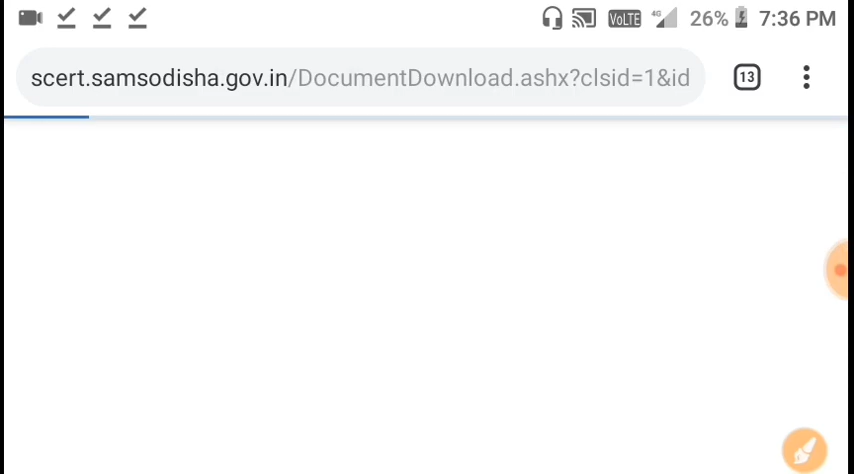 VoLTE 4G 26% 7:36 PM
scert.samsodisha.gov.in/DocumentDownload.ashx?clsid=1&id 13